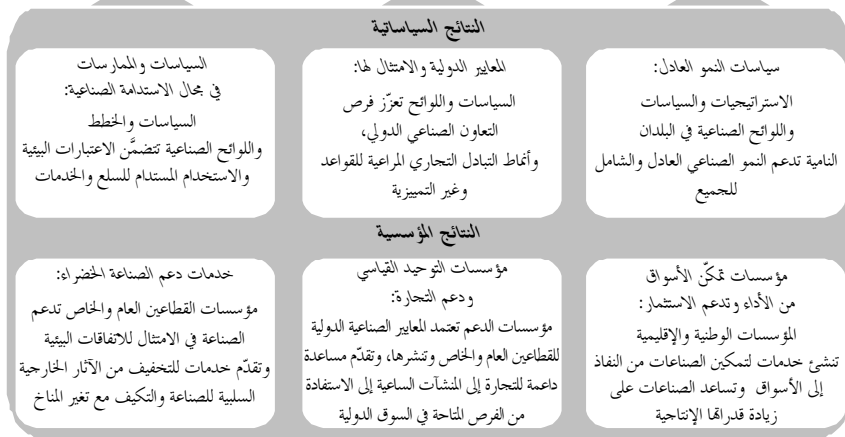 النتائج السياساتية
سياسات النمو العادل:
الاستراتيجيات والسياسات
واللوائح الصناعية في البلدان
النامية تدعم النمو الصناعي العادل والشامل
للجميع
المعايير الدولية والامتثال لها:
السياسات واللوائح تعزّز فرص
التعاون الصناعي الدولي،
وأنماط التبادل التجاري المراعية للقواعد
وغير التمييزية
السياسات والممارسات
في مجال الاستدامة الصناعية:
السياسات والخطط
واللوائح الصناعية تتضمَّن الاعتبارات البيئية
والاستخدام المستدام للسلع والخدمات
النتائج المؤسسية
مؤسسات تمكّن الأسواق
من الأداء وتدعم الاستثمار:
المؤسسات الوطنية والإقليمية
تنشئ خدمات لتمكين الصناعات من النفاذ
إلى الأسواق وتساعد الصناعات على
زيادة قدراتها الإنتاجية
مؤسسات التوحيد القياسي
ودعم التجارة:
مؤسسات الدعم تعتمد المعايير الصناعية الدولية
للقطاعين العام والخاص وتنشرها، وتقدّم مساعدة
داعمة للتجارة إلى المنشآت الساعية إلى الاستفادة
من الفرص المتاحة في السوق الدولية
خدمات دعم الصناعة الخضراء:
مؤسسات القطاعين العام والخاص تدعم
الصناعة في الامتثال للاتفاقات البيئية
وتقدّم خدمات للتخفيف من الآثار الخارجية
السلبية للصناعة والتكيف مع تغير المناخ